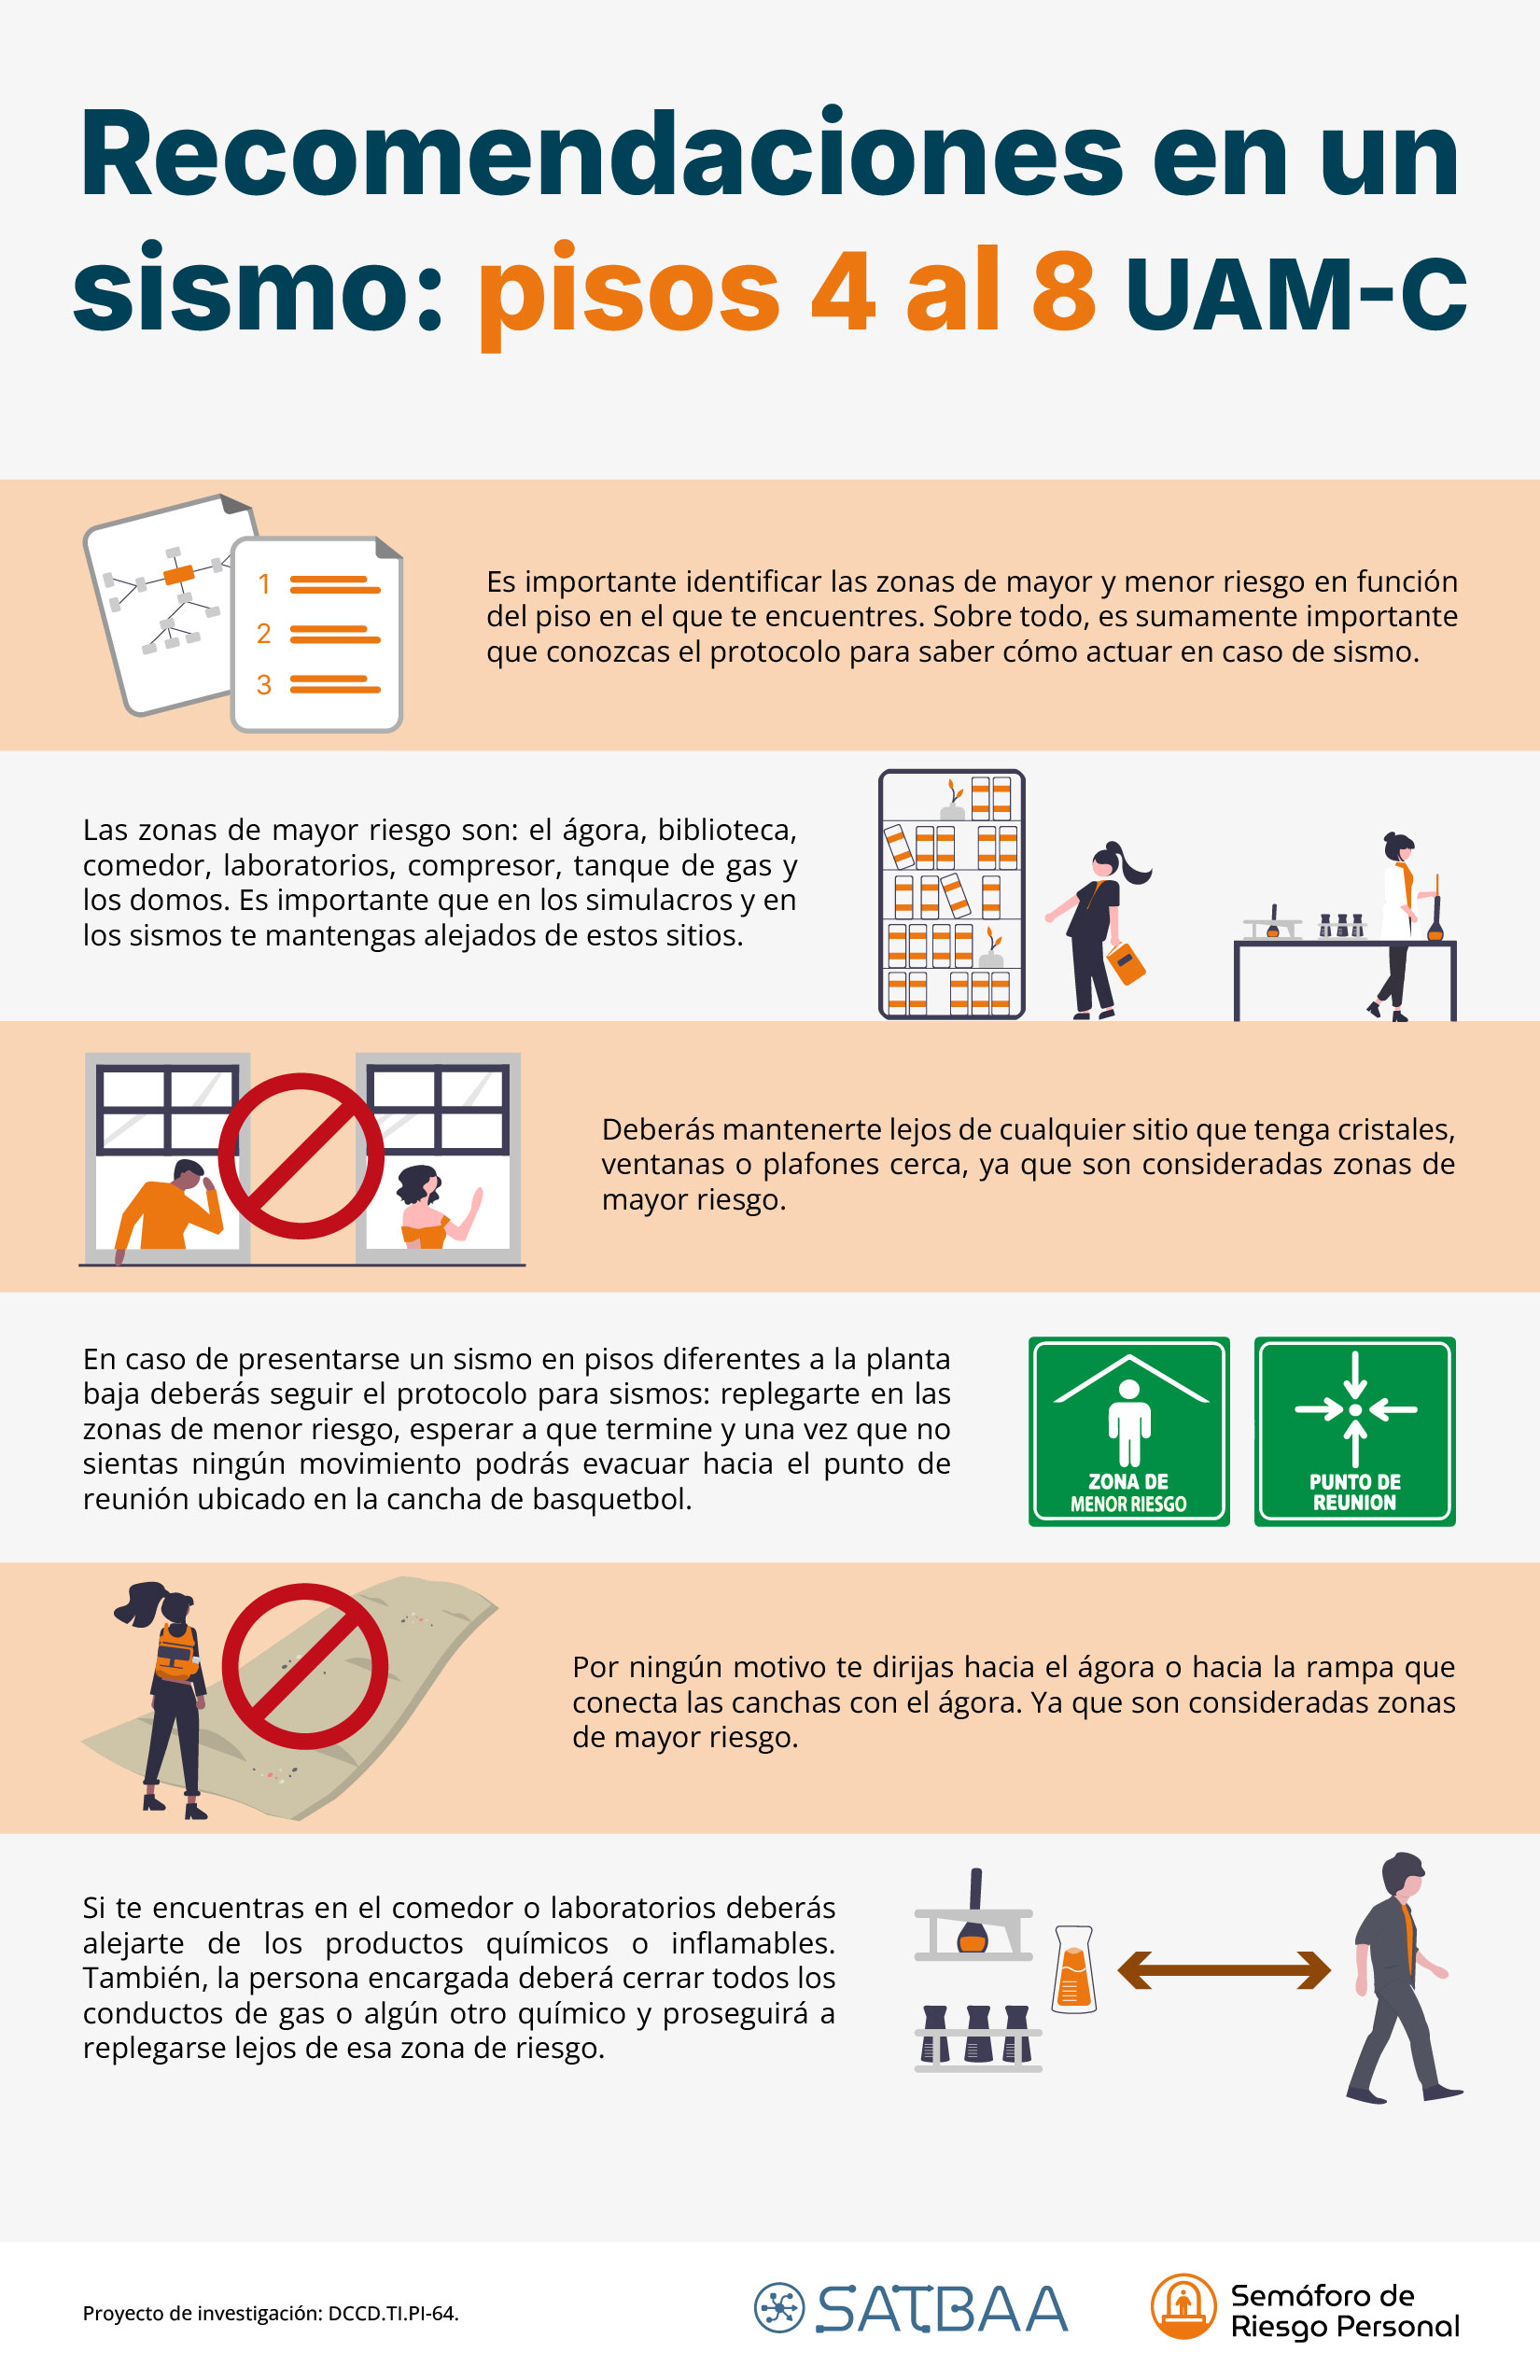 Recomendaciones en un
sismo: pisos 4 al 8 UAM-C
1
2
3
Es importante identificar las zonas de mayor y menor riesgo en función
del piso en el que te encuentres. Sobre todo, es sumamente importante
que conozcas el protocolo para saber cómo actuar en caso de sismo.
Las zonas de mayor riesgo son: el ágora, biblioteca,
comedor, laboratorios, compresor, tanque de gas y
los domos. Es importante que en los simulacros y en
los sismos te mantengas alejados de estos sitios.
Deberás mantenerte lejos de cualquier sitio que tenga cristales,
ventanas o plafones cerca, ya que son consideradas zonas de
mayor riesgo.
En caso de presentarse un sismo en pisos diferentes a la planta
baja deberás seguir el protocolo para sismos: replegarte en las
zonas de menor riesgo, esperar a que termine y una vez que no
sientas ningún movimiento podrás evacuar hacia el punto de
reunión ubicado en la cancha de basquetbol.
ZONA DE
MENOR RIESGO
PUNTO DE
REUNION
Por ningún motivo te dirijas hacia el ágora o hacia la rampa que
conecta las canchas con el ágora. Ya que son consideradas zonas
de mayor riesgo.
Si te encuentras en el comedor o laboratorios deberás
alejarte de los productos químicos o inflamables.
También, la persona encargada deberá cerrar todos los
conductos de gas o algún otro químico y proseguirá a
replegarse lejos de esa zona de riesgo.
Proyecto de investigación: DCCD.TI.PI-64.
SATBAA
Semáforo de
Riesgo Personal